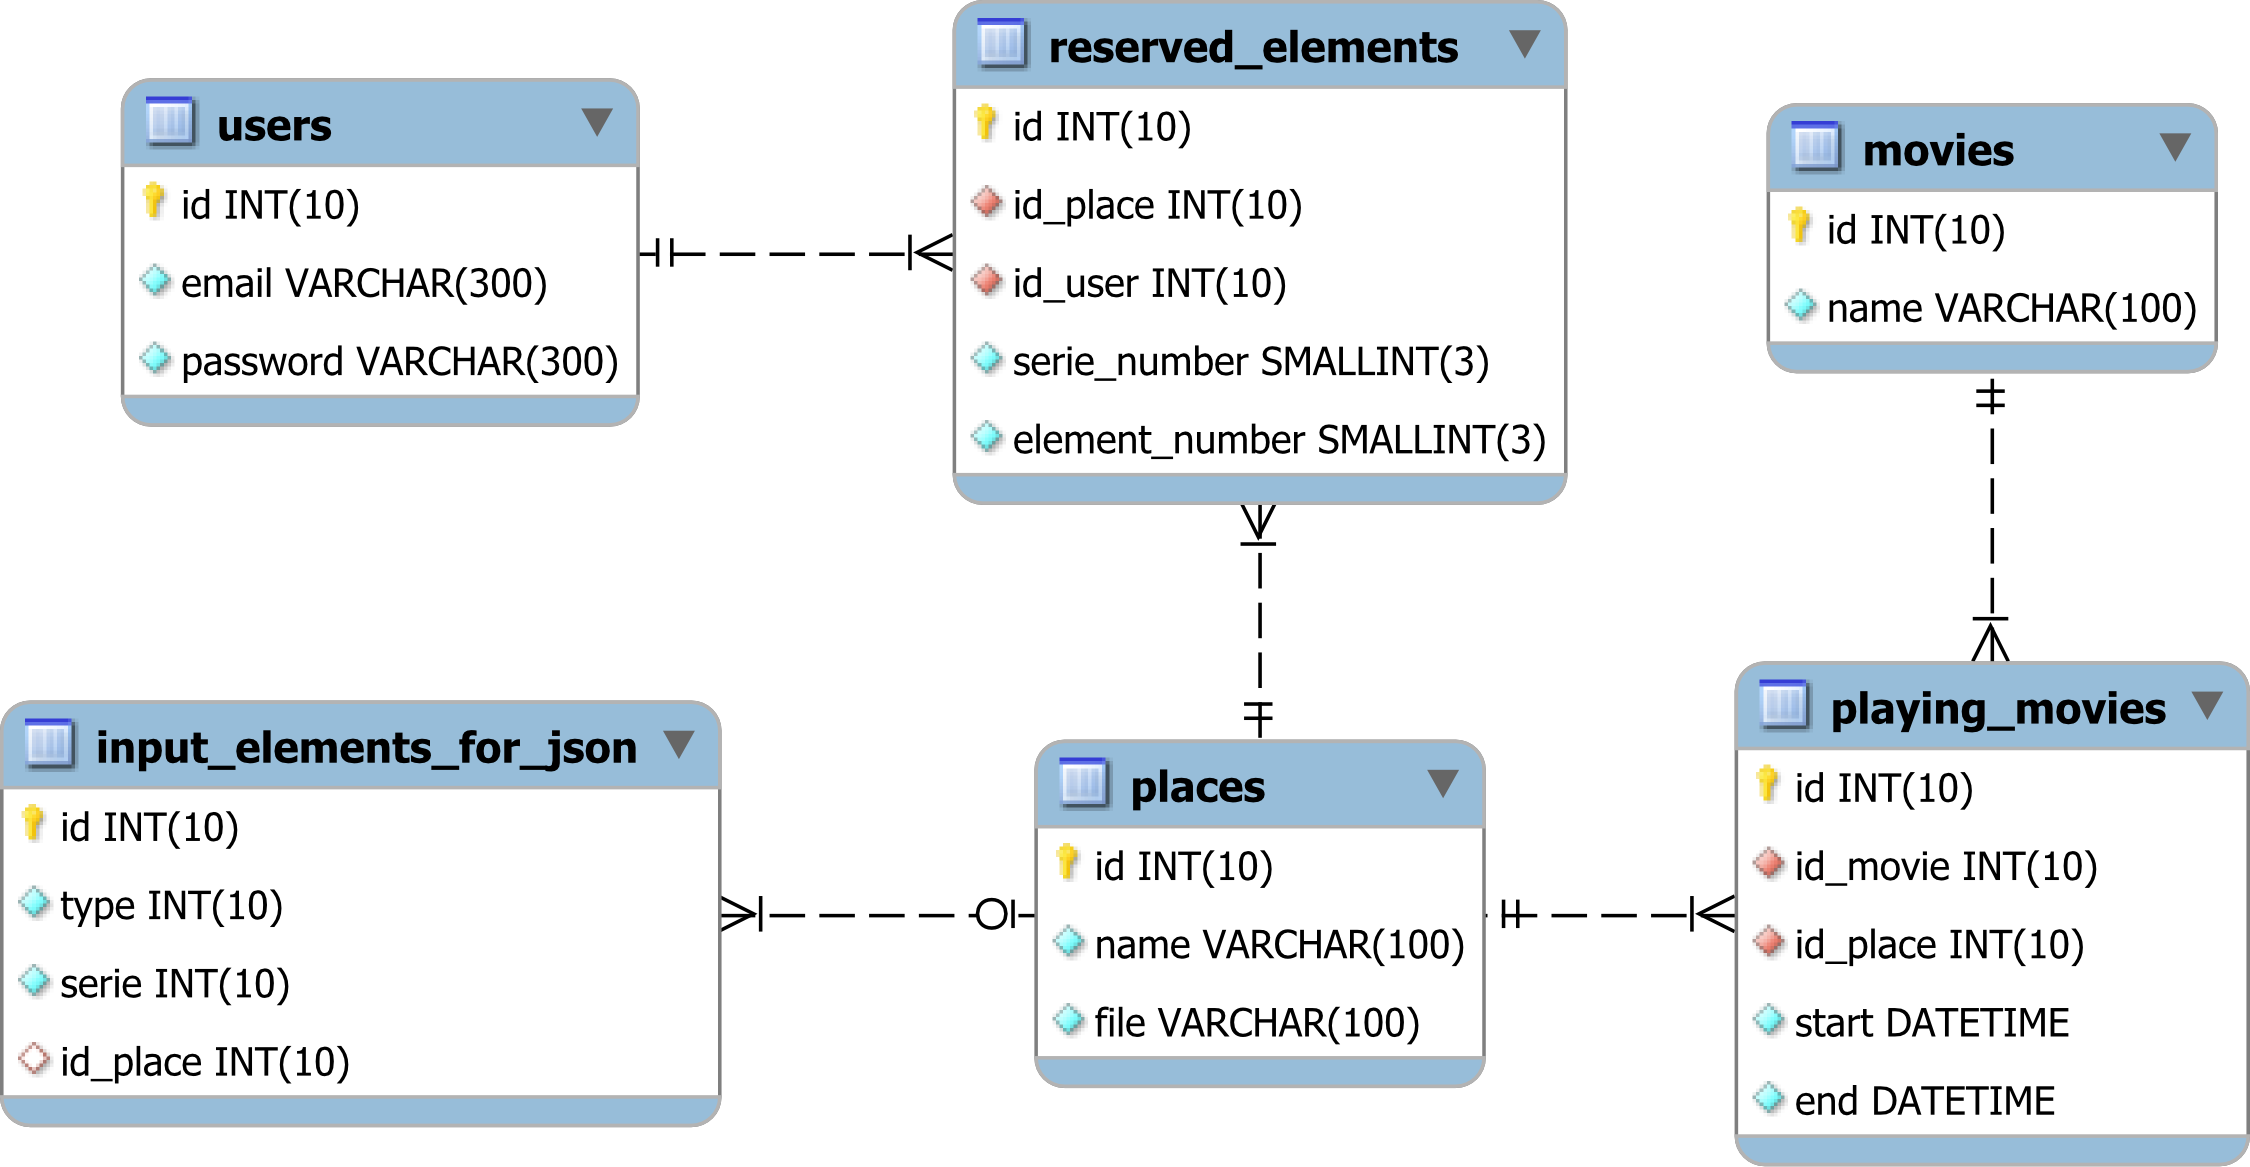 users
id INT(10)
email VARCHAR(300)
password VARCHAR(300)
reserved_elements
id INT(10)
id_place INT(10)
id_user INT(10)
serie_number SMALLINT(3)
element_number SMALLINT(3)
movies
id INT(10)
name VARCHAR(100)
input_elements_for_json
id INT(10)
type INT(10)
serie INT(10)
id_place INT(10)
places
id INT(10)
name VARCHAR(100)
file VARCHAR(100)
playing_movies
id INT(10)
id_movie INT(10)
id_place INT(10)
start DATETIME
end DATETIME